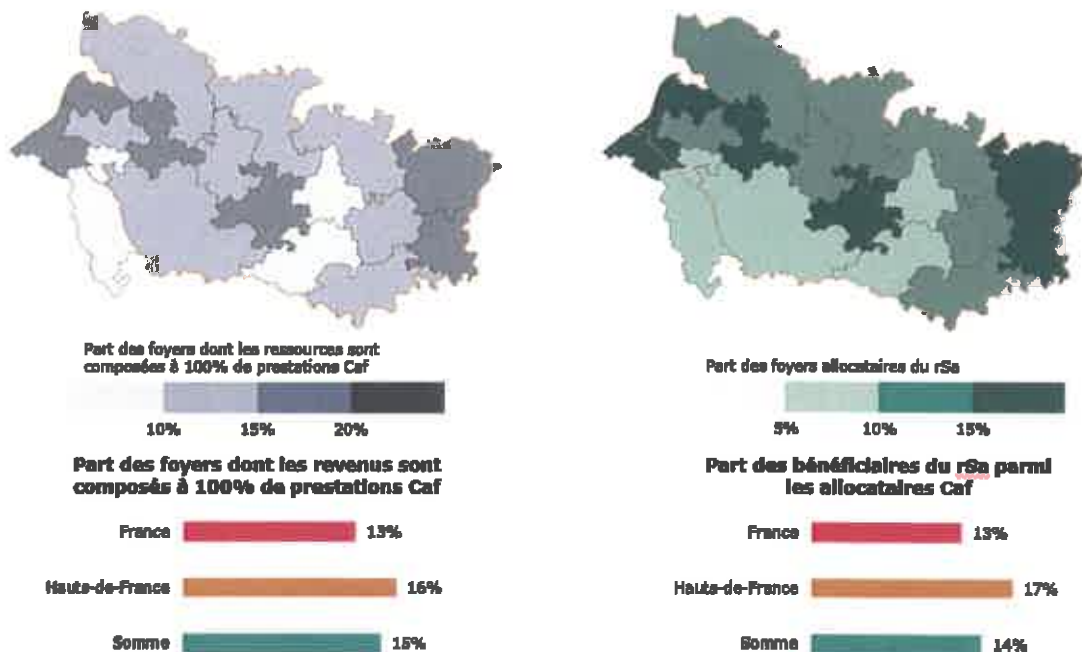 Part des foyers dont les ressources sont
composées à 100% de prestations Caf
10% 15% 20%
Part des foyers dont les revenus sont
composés à 100% de prestations Caf
France 13%
Hauts-de-France 16%
Somme 15%
Part des foyers allocataires du rSa
5% 10% 15%
Part des bénéficiaires du rSa parmi
les allocataires Caf
France 13%
Hauts-de-France 17%
Somme 14%